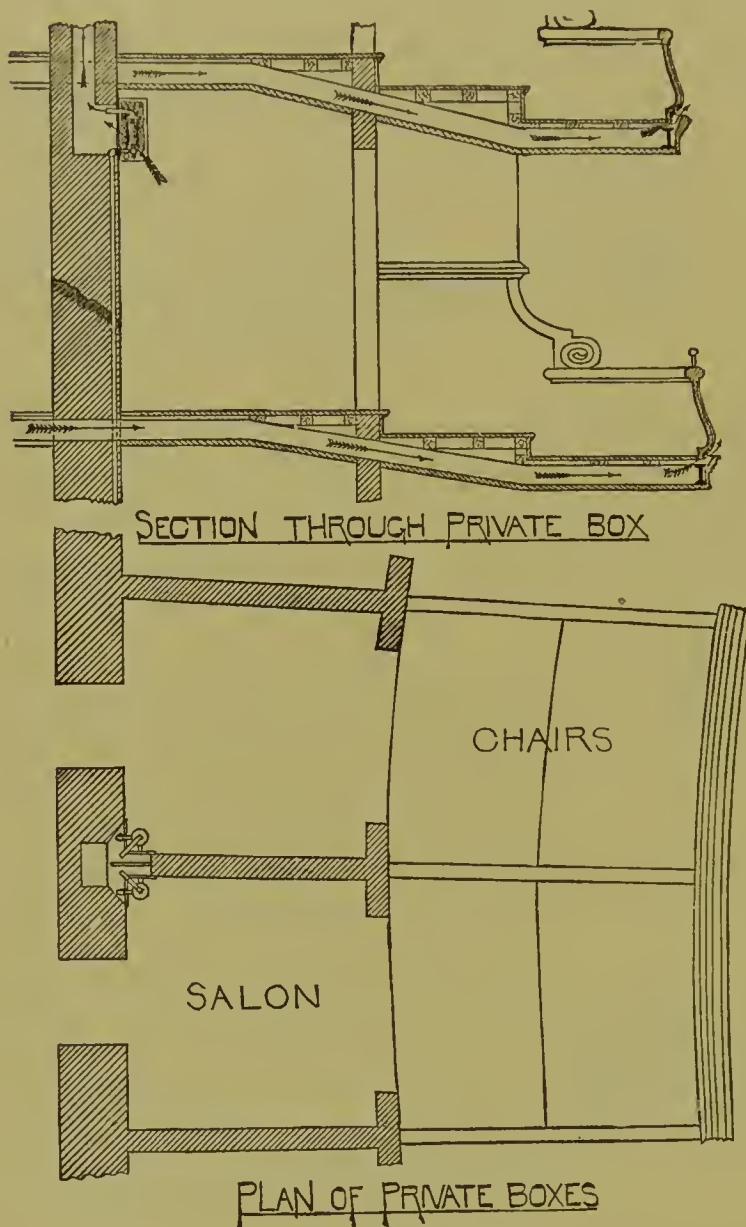 SECTION THROUGH PRIVATE BOX
CHAIRS
SALON
PLAN OF PRIVATE BOXES